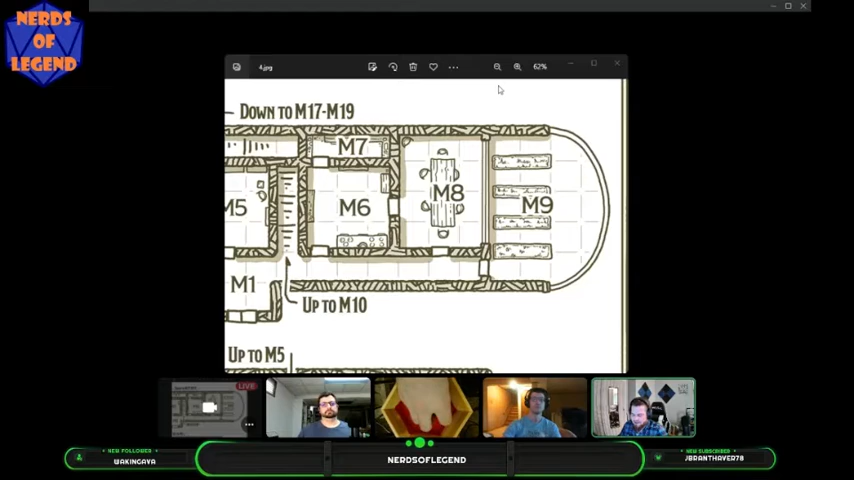 NERDS
OF
LEGEND
4.jpg
62%
DOWN TO M17-M19
M7
M5
M6
M8
M9
M1
UP TO M10
UP TO M5
LIVE
NEW FOLLOWER
WAKINGAVA
NERDSOFLEGEND
NEW SUBSCRIBER
JBRANTHAVER78